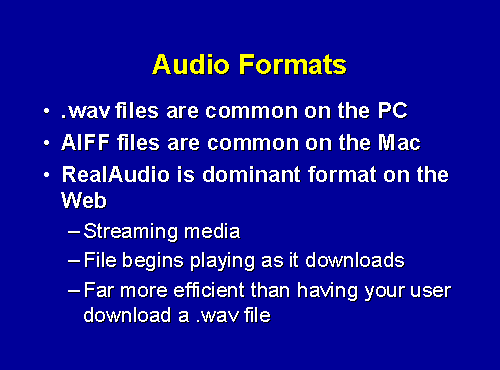 Audio Formats
• .wav files are common on the PC
• AIFF files are common on the Mac
• RealAudio is dominant format on the
Web
– Streaming media
– File begins playing as it downloads
– Far more efficient than having your user
download a .wav file